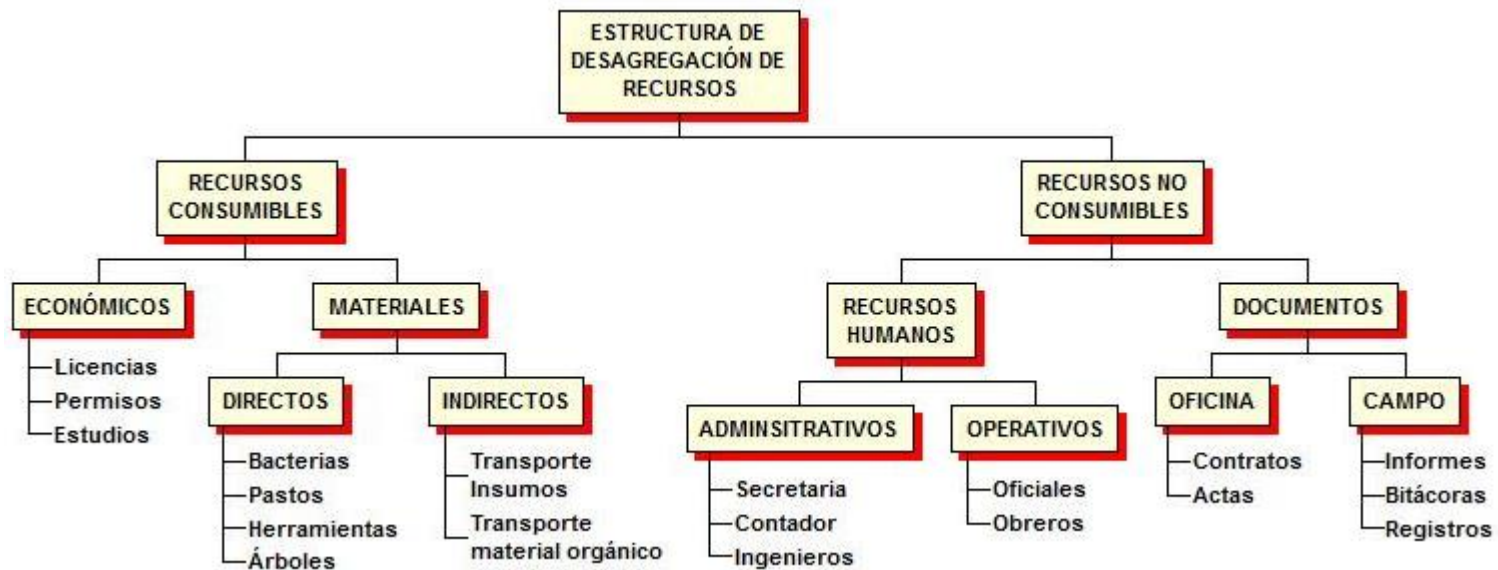 ESTRUCTURA DE
DESAGREGACIÓN DE
RECURSOS
RECURSOS
CONSUMIBLES
RECURSOS NO
CONSUMIBLES
ECONÓMICOS
MATERIALES
RECURSOS
HUMANOS
DOCUMENTOS
Licencias
Permisos
Estudios
DIRECTOS
INDIRECTOS
ADMINSITRATIVOS
OPERATIVOS
OFICINA
CAMPO
Bacterias
Pastos
Herramientas
Árboles
Transporte
Insumos
Transporte
material orgánico
Secretaria
Contador
Ingenieros
Oficiales
Obreros
Contratos
Actas
Informes
Bitácoras
Registros